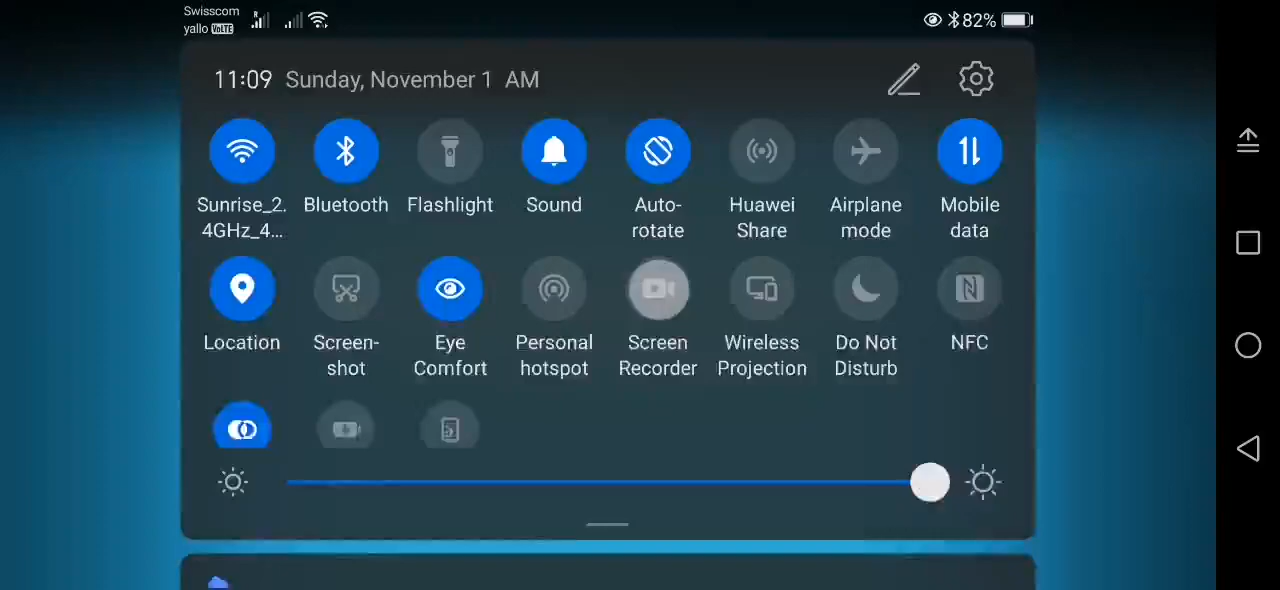 Swisscom
yallo VoLTE
R
82%
11:09 Sunday, November 1 AM
Sunrise_2. Bluetooth Flashlight Sound Auto- Huawei Airplane Mobile
4GHz_4... rotate Share mode data
Location Screen- Eye Personal Screen Wireless Do Not NFC
shot Comfort hotspot Recorder Projection Disturb